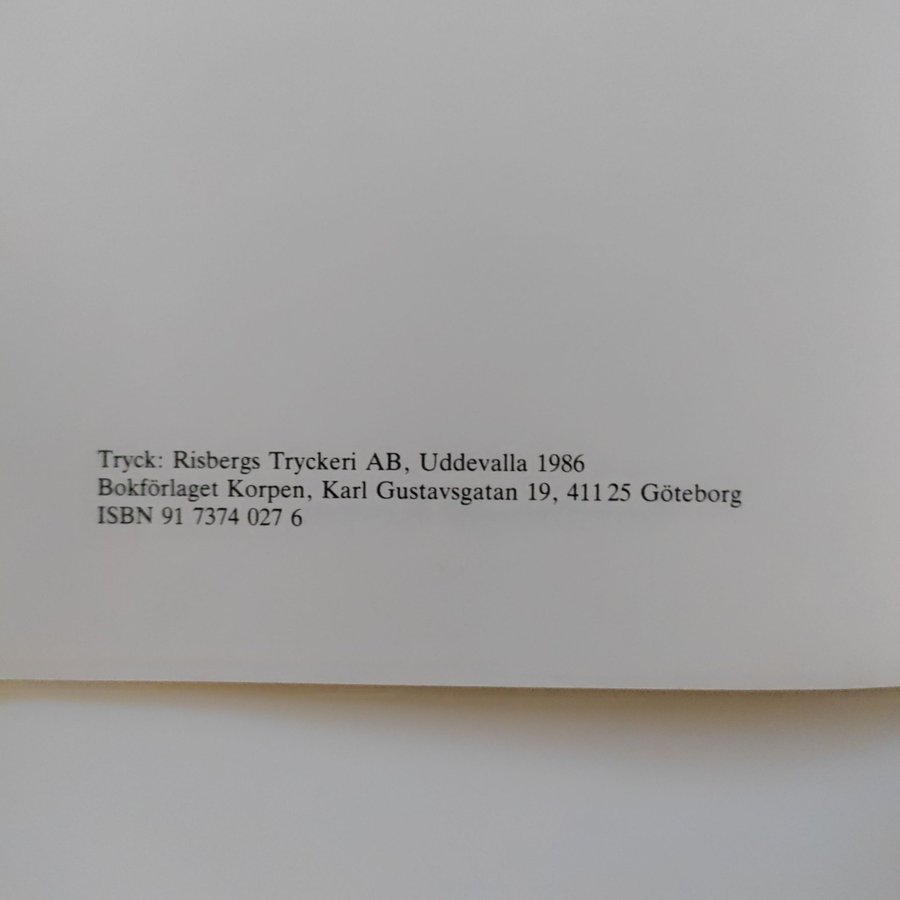 Tryck: Risbergs Tryckeri AB, Uddevalla 1986
Bokförlaget Korpen, Karl Gustavsgatan 19, 411 25 Göteborg
ISBN 91 7374 027 6